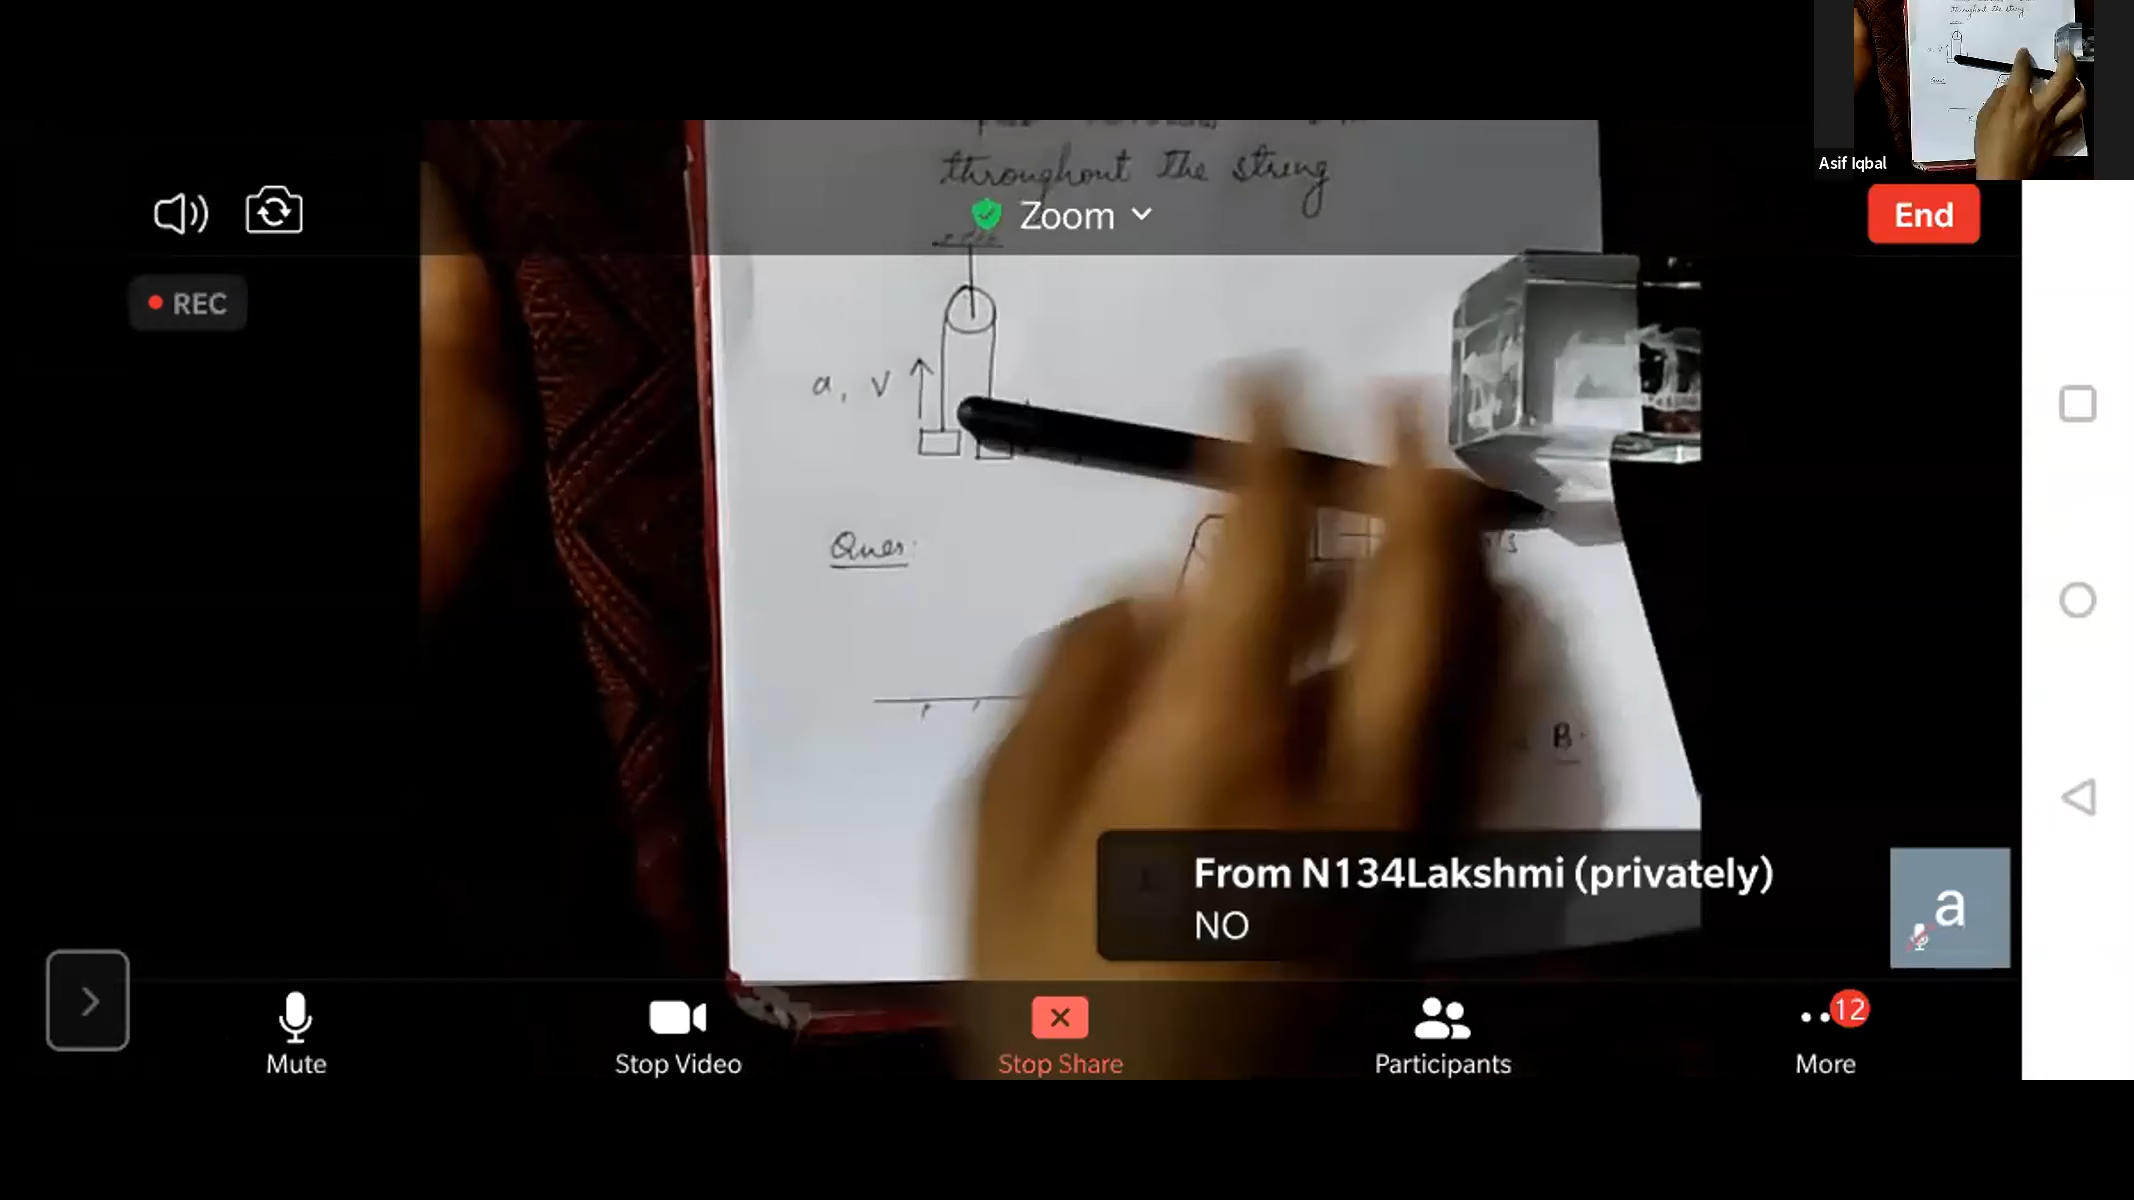 throughout the string
Asif Iqbal
Zoom
End
REC
a, v
Ques:
B.
From N134Lakshmi (privately)
NO
a
Mute
Stop Video
Stop Share
Participants
12
More